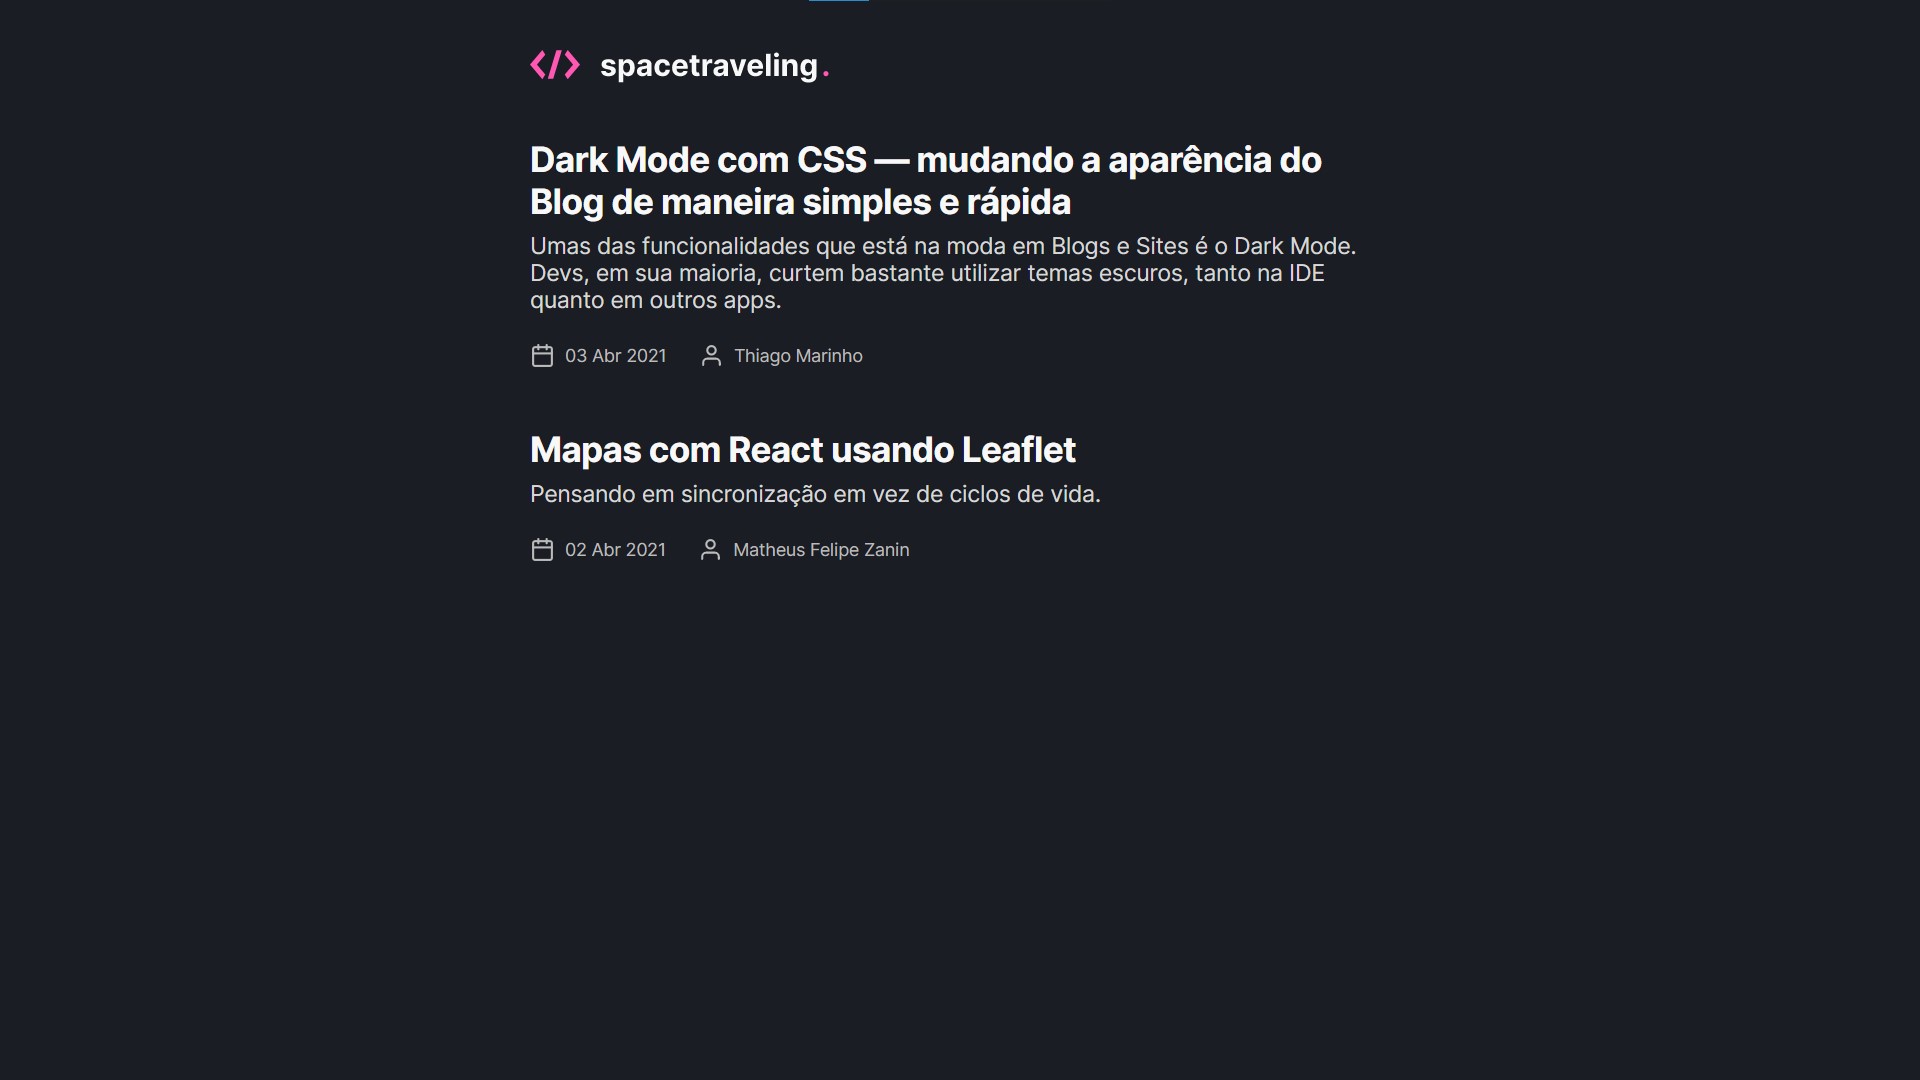 </> spacetraveling.
Dark Mode com CSS — mudando a aparência do
Blog de maneira simples e rápida
Umas das funcionalidades que está na moda em Blogs e Sites é o Dark Mode.
Devs, em sua maioria, curtem bastante utilizar temas escuros, tanto na IDE
quanto em outros apps.
03 Abr 2021 Thiago Marinho
Mapas com React usando Leaflet
Pensando em sincronização em vez de ciclos de vida.
02 Abr 2021 Matheus Felipe Zanin